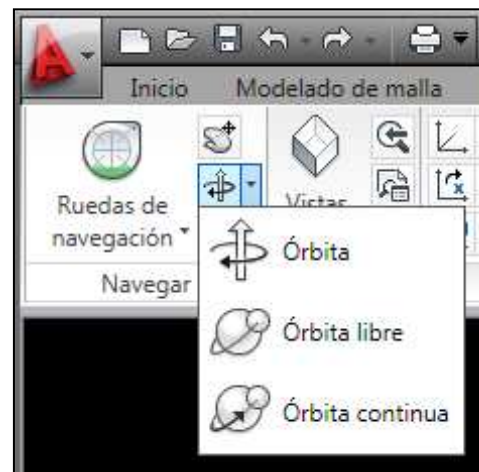 Inicio Modelado de malla
Ruedas de navegación
Vistas
Navegar
Órbita
Órbita libre
Órbita continua